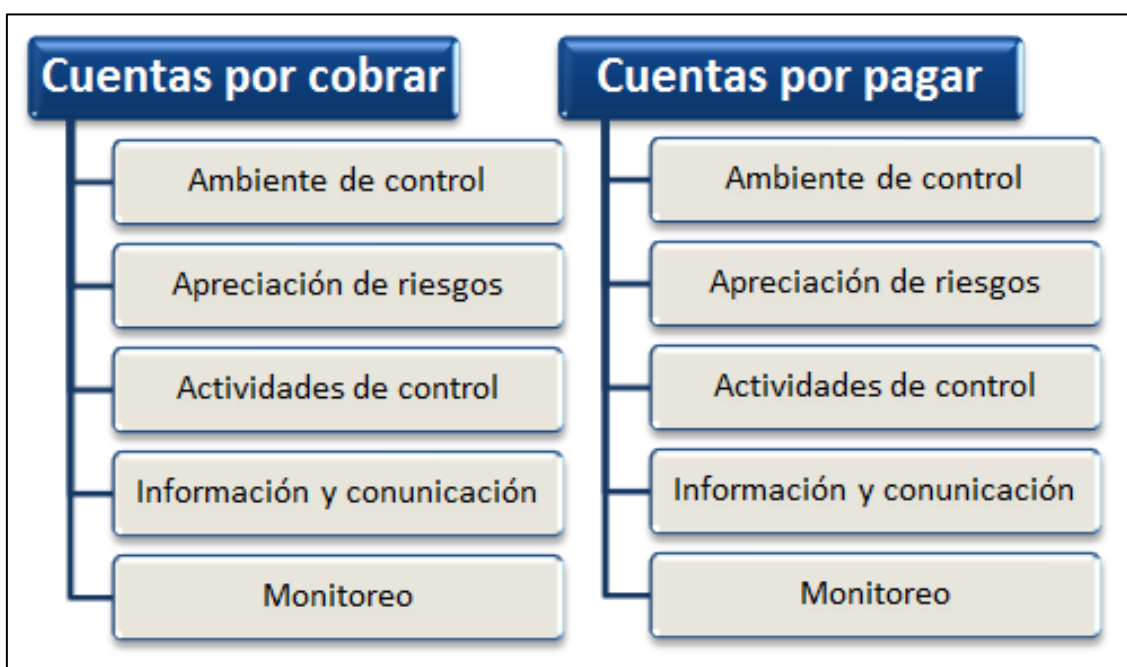 Cuentas por cobrar
Ambiente de control
Apreciación de riesgos
Actividades de control
Información y conunicación
Monitoreo
Cuentas por pagar
Ambiente de control
Apreciación de riesgos
Actividades de control
Información y conunicación
Monitoreo